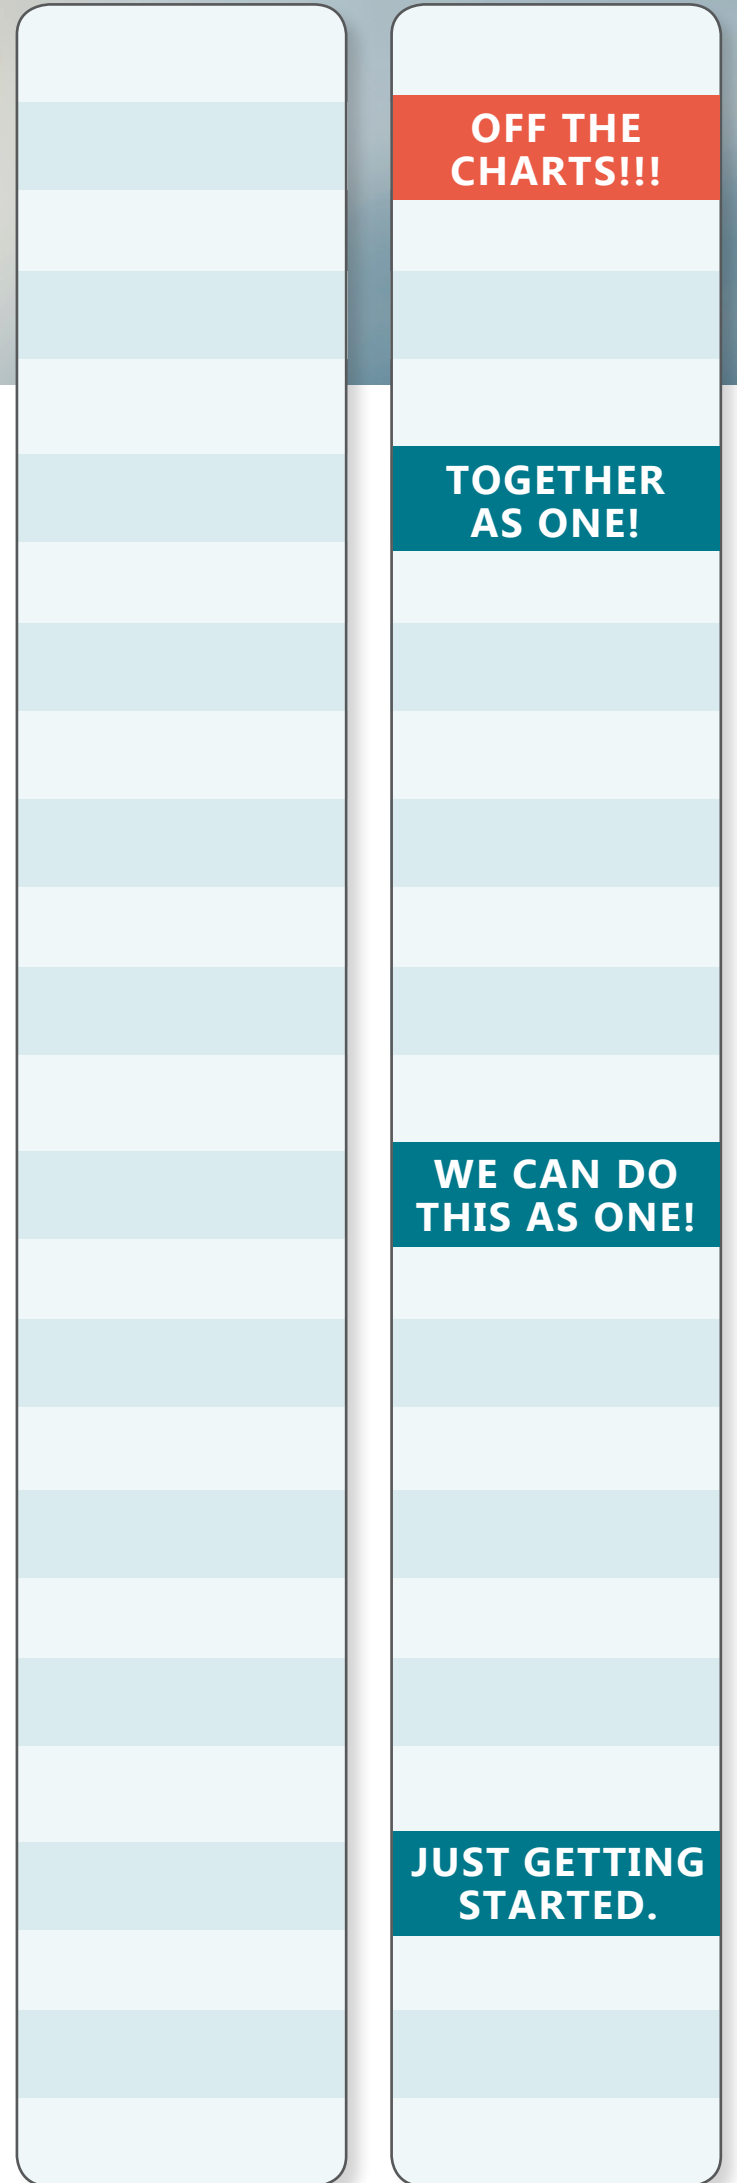 OFF THE
CHARTS!!!
TOGETHER
AS ONE!
WE CAN DO
THIS AS ONE!
JUST GETTING
STARTED.